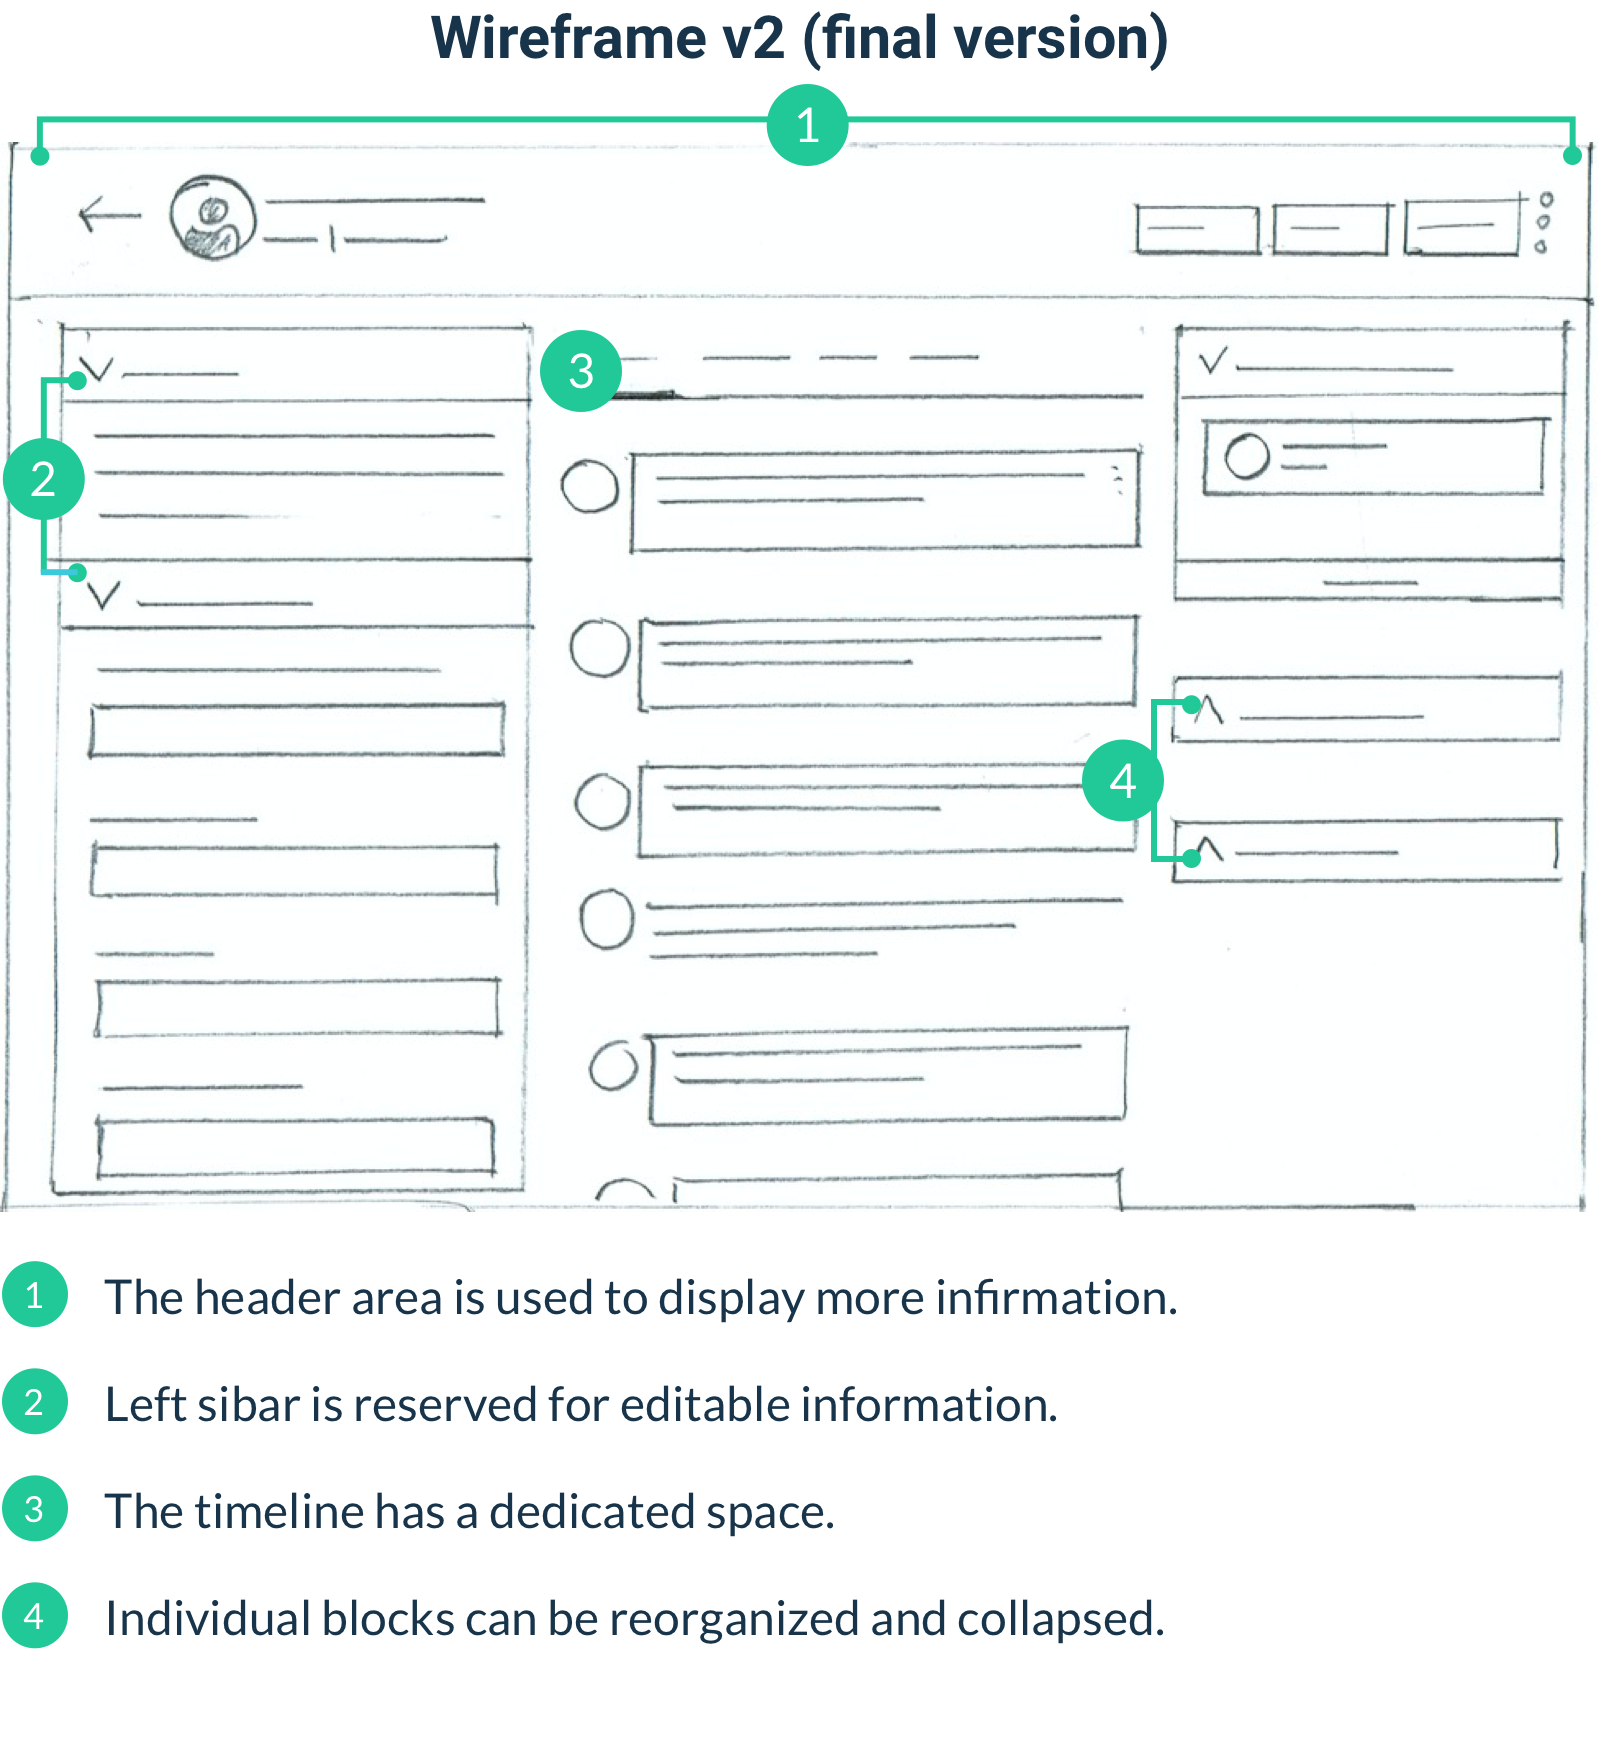 Wireframe v2 (final version)
1
3
2
4
1 The header area is used to display more infirmation.
2 Left sibar is reserved for editable information.
3 The timeline has a dedicated space.
4 Individual blocks can be reorganized and collapsed.